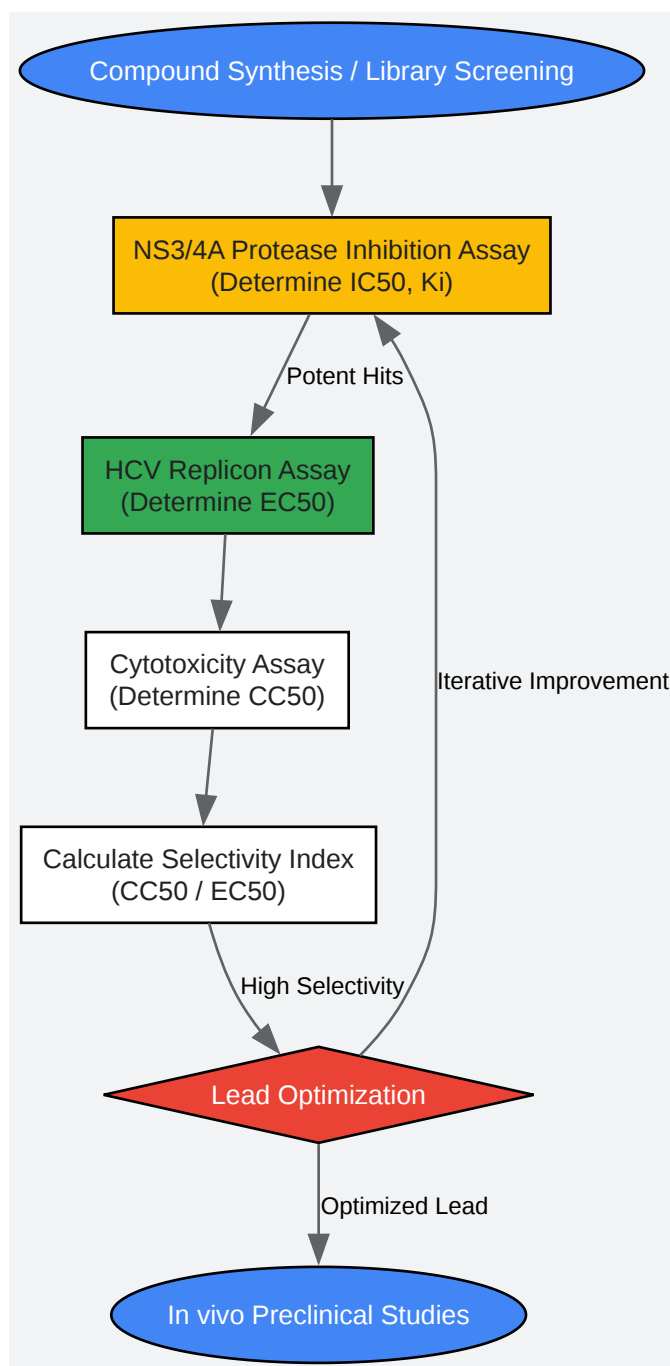 Compound Synthesis / Library Screening
NS3/4A Protease Inhibition Assay
(Determine IC50, Ki)
Potent Hits
HCV Replicon Assay
(Determine EC50)
Cytotoxicity Assay
(Determine CC50)
Iterative Improvement
Calculate Selectivity Index
(CC50 / EC50)
High Selectivity
Lead Optimization
Optimized Lead
In vivo Preclinical Studies